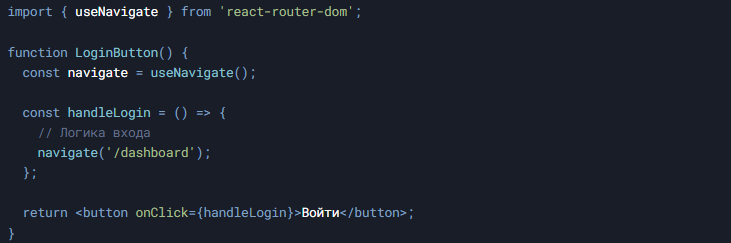 import { useNavigate } from 'react-router-dom';
function LoginButton() {
const navigate = useNavigate();
const handleLogin = () => {
// Логика входа
navigate('/dashboard');
};
return <button onClick={handleLogin}>Войти</button>;
}